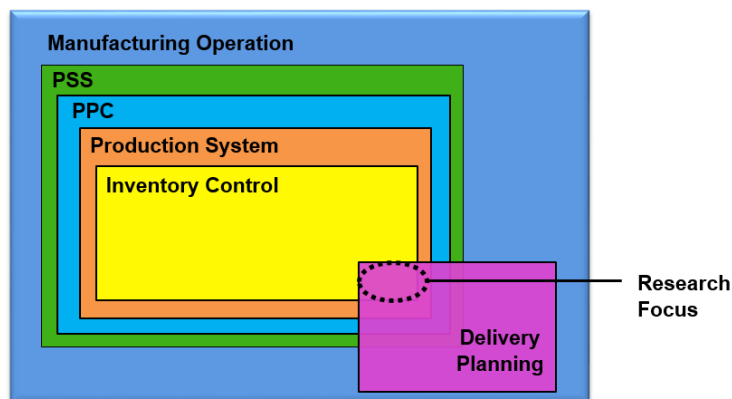 Manufacturing Operation
PSS
PPC
Production System
Inventory Control
Research
Focus
Delivery
Planning